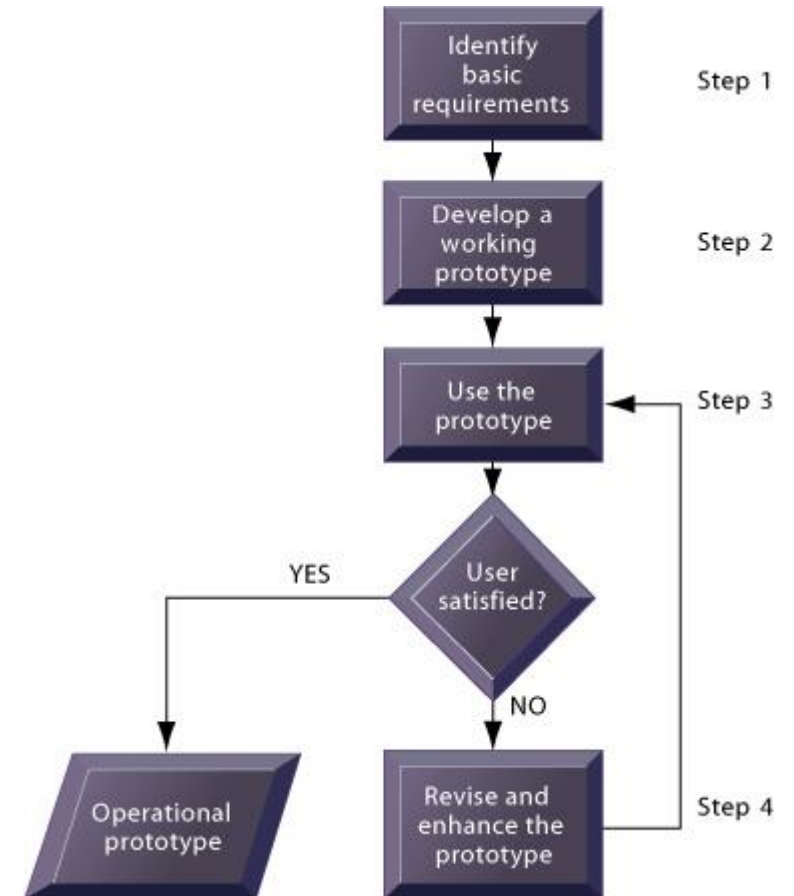 Identify
basic
requirements
Step 1
Develop a
working
prototype
Step 2
Use the
prototype
Step 3
User
satisfied?
YES
NO
Operational
prototype
Revise and
enhance the
prototype
Step 4